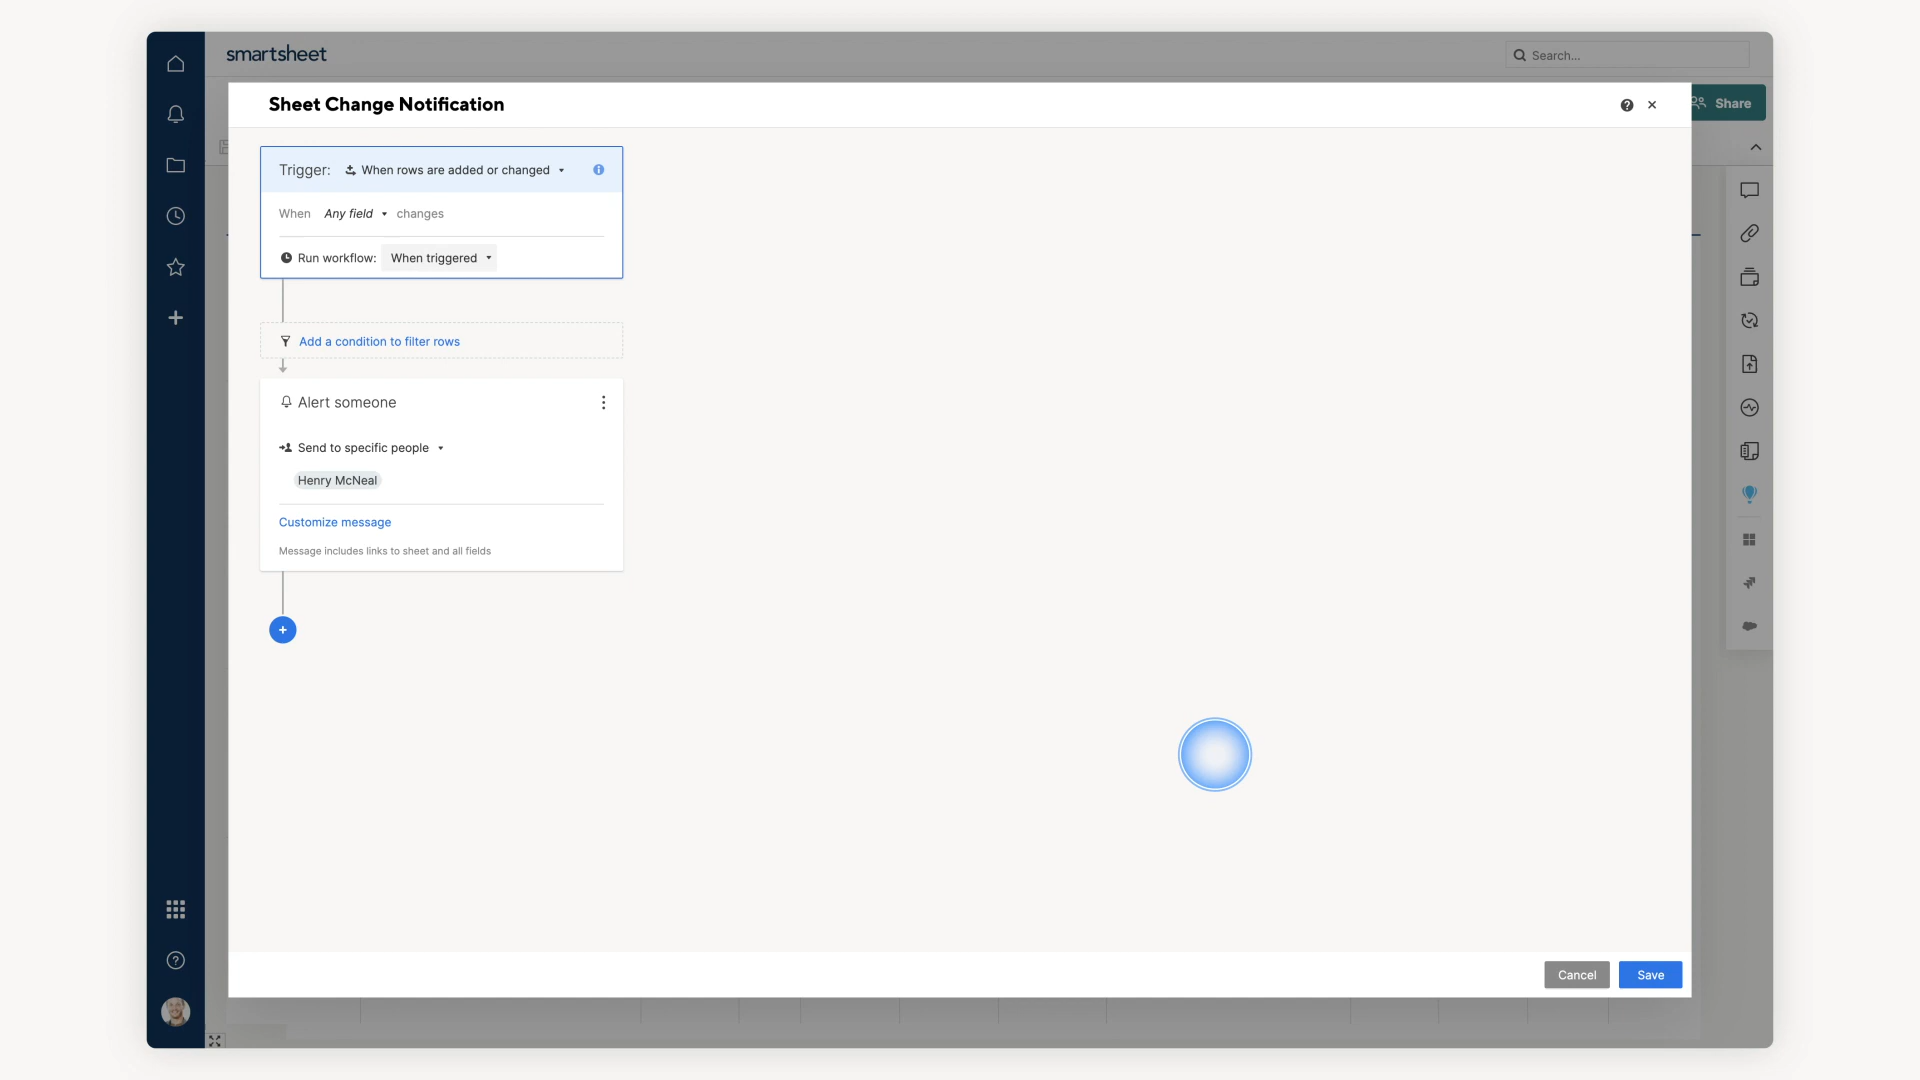 smartsheet
Search...
Sheet Change Notification
Share
Trigger: When rows are added or changed
When Any field changes
Run workflow: When triggered
Add a condition to filter rows
Alert someone
Send to specific people
Henry McNeal
Customize message
Message includes links to sheet and all fields
Cancel Save